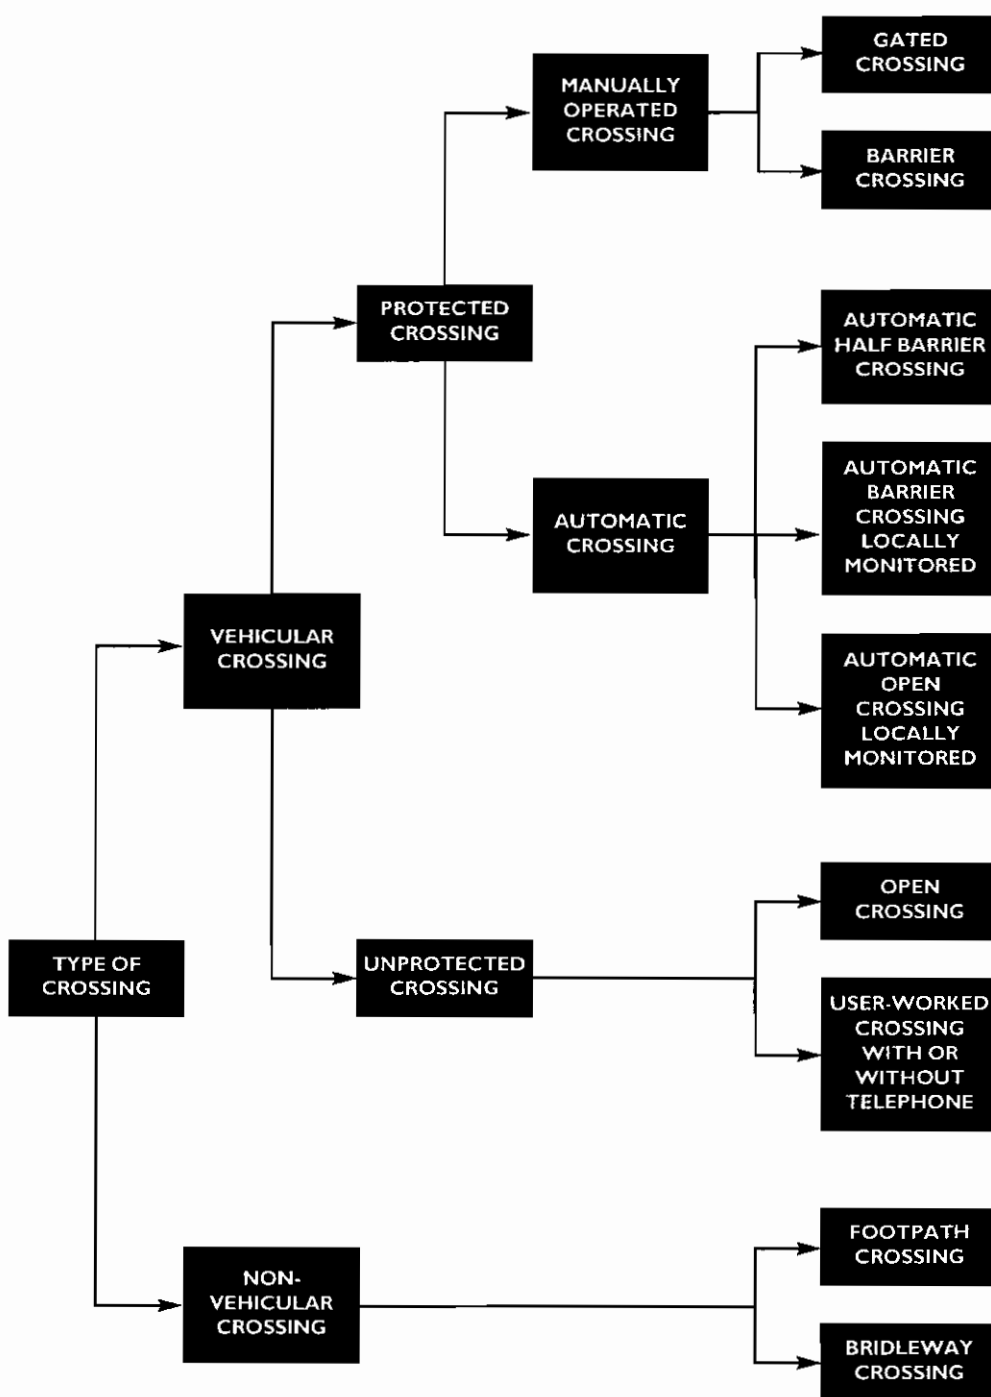 GATED
CROSSING
MANUALLY
OPERATED
CROSSING
BARRIER
CROSSING
PROTECTED
CROSSING
AUTOMATIC
HALF BARRIER
CROSSING
AUTOMATIC
BARRIER
CROSSING
LOCALLY
MONITORED
AUTOMATIC
CROSSING
VEHICULAR
CROSSING
AUTOMATIC
OPEN
CROSSING
LOCALLY
MONITORED
OPEN
CROSSING
TYPE OF
CROSSING
UNPROTECTED
CROSSING
USER-WORKED
CROSSING
WITH OR
WITHOUT
TELEPHONE
FOOTPATH
CROSSING
NON-
VEHICULAR
CROSSING
BRIDLEWAY
CROSSING